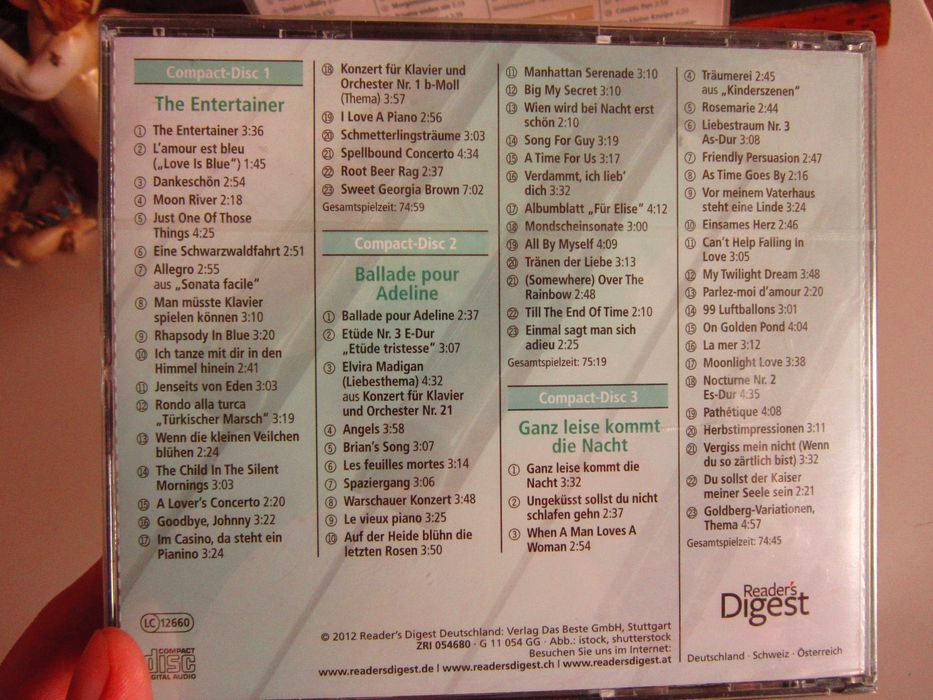 Compact-Disc 1
The Entertainer
① The Entertainer 3:36
② L'amour est bleu
(„Love Is Blue") 1:45
③ Dankeschön 2:54
④ Moon River 2:18
⑤ Just One Of Those
Things 4:25
⑥ Eine Schwarzwaldfahrt 2:51
⑦ Allegro 2:55
aus „Sonata facile"
⑧ Man müsste Klavier
spielen können 3:10
⑨ Rhapsody In Blue 3:20
⑩ Ich tanze mit dir in den
Himmel hinein 2:41
⑪ Jenseits von Eden 3:03
⑫ Rondo alla turca
„Türkischer Marsch" 3:19
⑬ Wenn die kleinen Veilchen
blühen 2:24
⑭ The Child In The Silent
Mornings 3:03
⑮ A Lover's Concerto 2:20
⑯ Goodbye, Johnny 3:22
⑰ Im Casino, da steht ein
Pianino 3:24
⑱ Konzert für Klavier und
Orchester Nr. 1 b-Moll
(Thema) 3:57
⑲ I Love A Piano 2:56
⑳ Schmetterlingsträume 3:03
㉑ Spellbound Concerto 4:34
㉒ Root Beer Rag 2:37
㉓ Sweet Georgia Brown 7:02
Gesamtspielzeit: 74:59
Compact-Disc 2
Ballade pour
Adeline
① Ballade pour Adeline 2:37
② Etüde Nr. 3 E-Dur
„Etüde tristesse" 3:07
③ Elvira Madigan
(Liebesthema) 4:32
aus Konzert für Klavier
und Orchester Nr. 21
④ Angels 3:58
⑤ Brian's Song 3:07
⑥ Les feuilles mortes 3:14
⑦ Spaziergang 3:06
⑧ Warschauer Konzert 3:48
⑨ Le vieux piano 3:25
⑩ Auf der Heide blühn die
letzten Rosen 3:50
⑪ Manhattan Serenade 3:10
⑫ Big My Secret 3:10
⑬ Wien wird bei Nacht erst
schön 2:10
⑭ Song For Guy 3:19
⑮ A Time For Us 3:17
⑯ Verdammt, ich lieb'
dich 3:32
⑰ Albumblatt „Für Elise" 4:12
⑱ Mondscheinsonate 3:00
⑲ All By Myself 4:09
⑳ Tränen der Liebe 3:13
㉑ (Somewhere) Over The
Rainbow 2:48
㉒ Till The End Of Time 2:10
㉓ Einmal sagt man sich
adieu 2:25
Gesamtspielzeit: 75:19
Compact-Disc 3
Ganz leise kommt
die Nacht
① Ganz leise kommt die
Nacht 3:32
② Ungeküsst sollst du nicht
schlafen gehn 2:37
③ When A Man Loves A
Woman 2:54
④ Träumerei 2:45
aus „Kinderszenen"
⑤ Rosemarie 2:44
⑥ Liebestraum Nr. 3
As-Dur 3:08
⑦ Friendly Persuasion 2:47
⑧ As Time Goes By 2:16
⑨ Vor meinem Vaterhaus
steht eine Linde 3:24
⑩ Einsames Herz 2:46
⑪ Can't Help Falling In
Love 3:05
⑫ My Twilight Dream 3:48
⑬ Parlez-moi d'amour 2:20
⑭ 99 Luftballons 3:01
⑮ On Golden Pond 4:04
⑯ La mer 3:12
⑰ Moonlight Love 3:38
⑱ Nocturne Nr. 2
Es-Dur 4:35
⑲ Pathétique 4:08
⑳ Herbstimpressionen 3:11
㉑ Vergiss mein nicht (Wenn
du so zärtlich bist) 3:32
㉒ Du sollst der Kaiser
meiner Seele sein 2:21
㉓ Goldberg-Variationen,
Thema 4:57
Gesamtspielzeit: 74:45
Reader's
Digest
LC 12660
COMPACT
disc
DIGITAL AUDIO
© 2012 Reader's Digest Deutschland: Verlag Das Beste GmbH, Stuttgart
ZRI 054680 · G 11 054 GG · Abb.: istock, shutterstock
Besuchen Sie uns im Internet:
www.readersdigest.de | www.readersdigest.ch | www.readersdigest.at
Deutschland · Schweiz · Österreich